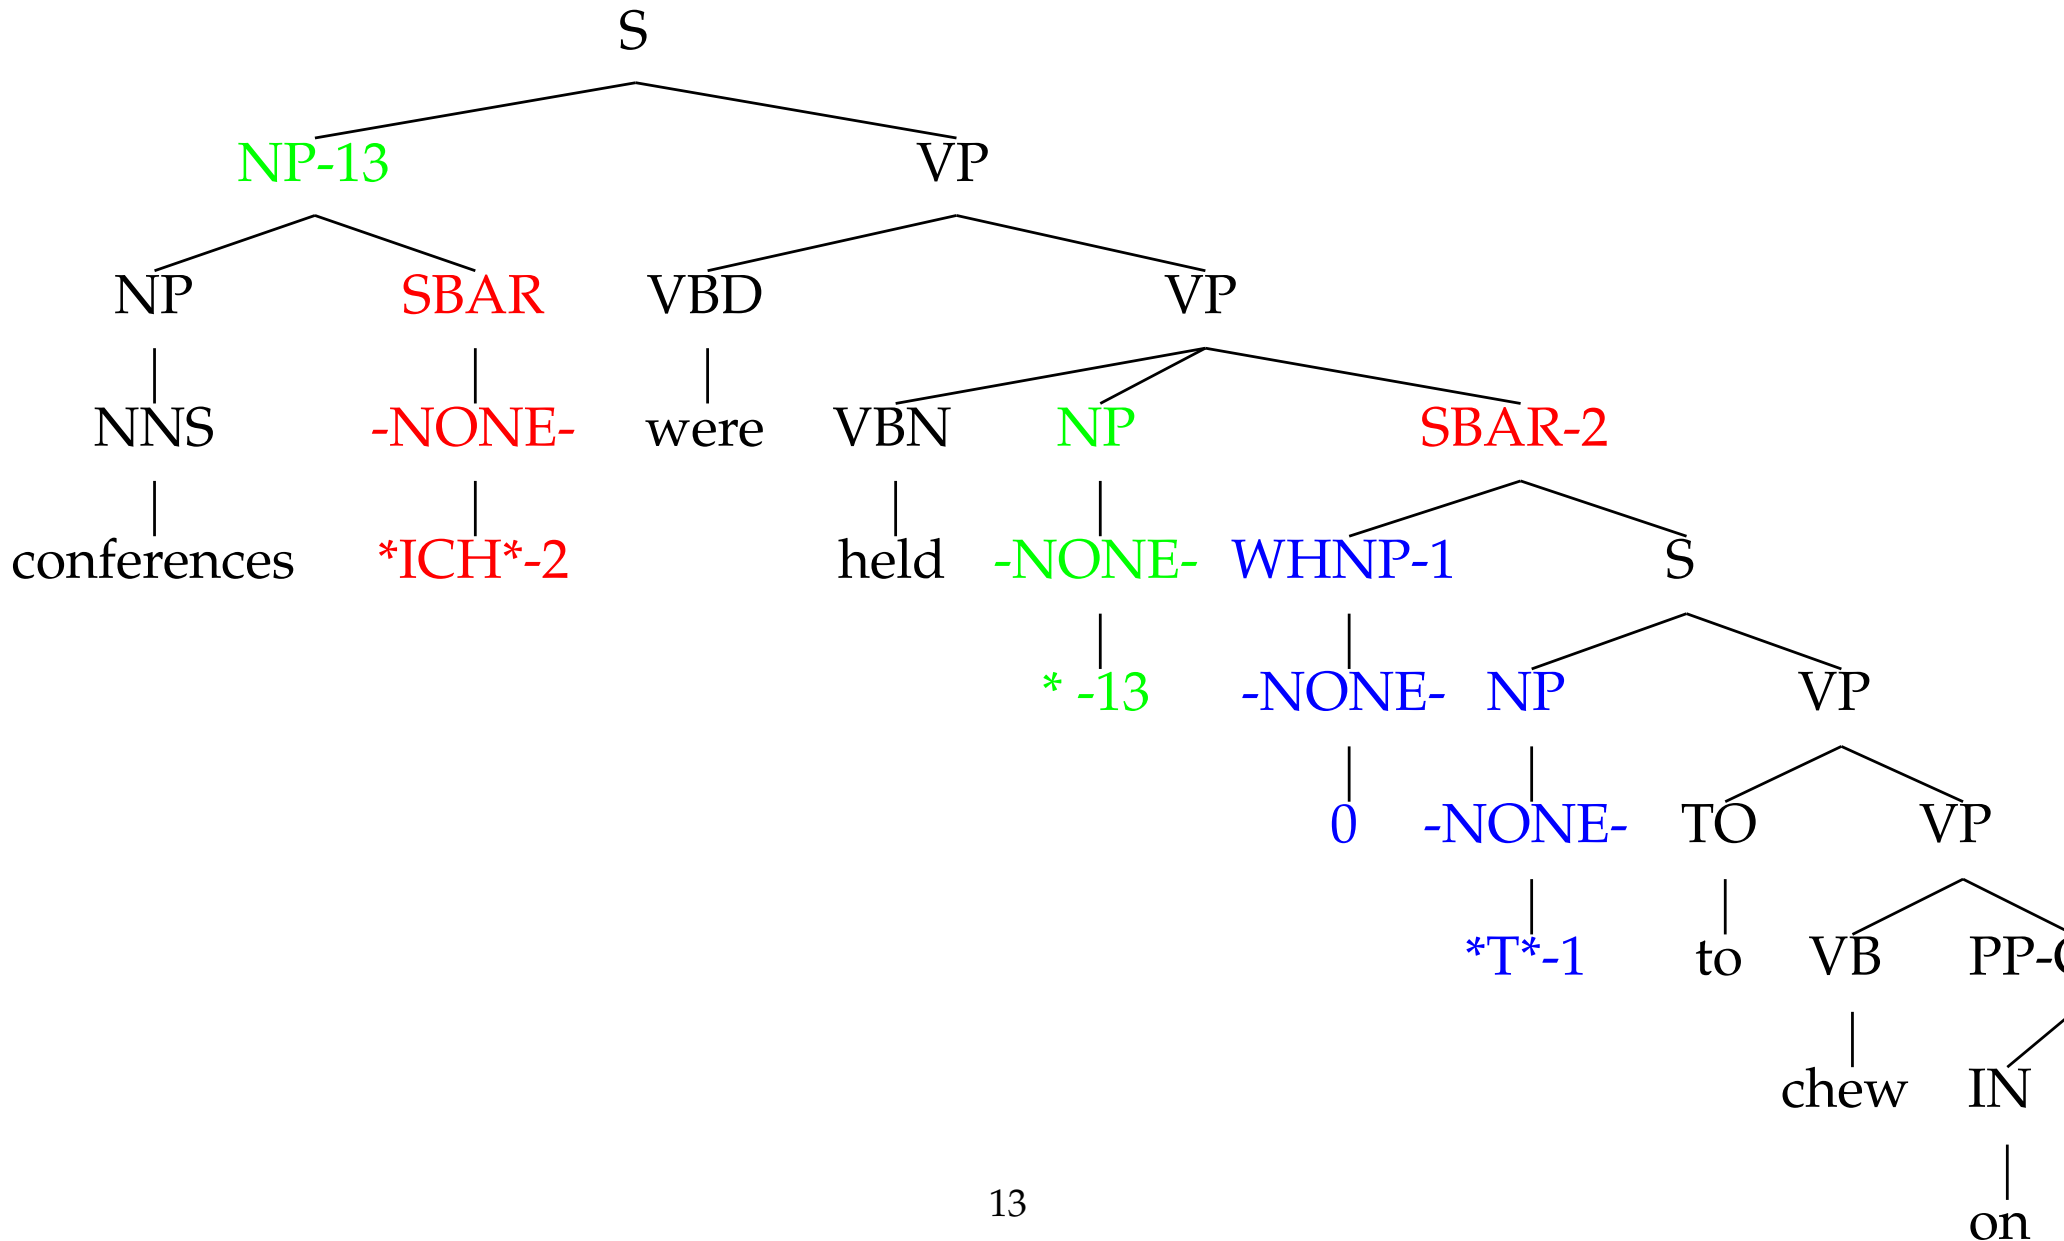 S
NP-13 VP
NP SBAR VBD VP
NNS -NONE- were VBN NP SBAR-2
conferences *ICH*-2 held -NONE- WHNP-1 S
* -13 -NONE- NP VP
0 -NONE- TO VP
*T*-1 to VB PP-
chew IN
13
on